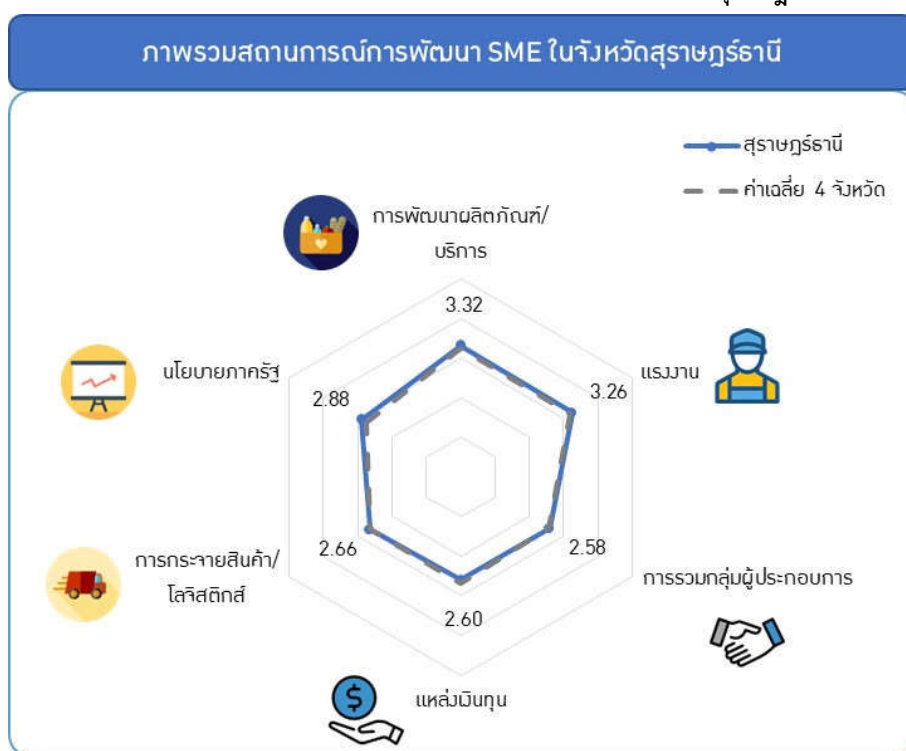 ภาพรวมสถานการณ์การพัฒนา SME ในจังหวัดสุราษฎร์ธานี
สุราษฎร์ธานี
ค่าเฉลี่ย 4 จังหวัด
การพัฒนาผลิตภัณฑ์/
บริการ
3.32
นโยบายภาครัฐ
2.88
แรงงาน
3.26
การกระจายสินค้า/
โลจิสติกส์
2.66
2.58
การรวมกลุ่มผู้ประกอบการ
2.60
แหล่งเงินทุน
$